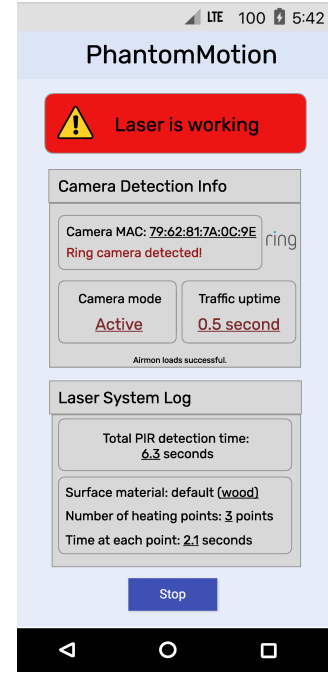 LTE 100 5:42
PhantomMotion
Laser is working
Camera Detection Info
Camera MAC: 79:62:81:7A:0C:9E
Ring camera detected!
ring
Camera mode
Active
Traffic uptime
0.5 second
Airmon loads successful.
Laser System Log
Total PIR detection time:
6.3 seconds
Surface material: default (wood)
Number of heating points: 3 points
Time at each point: 2.1 seconds
Stop